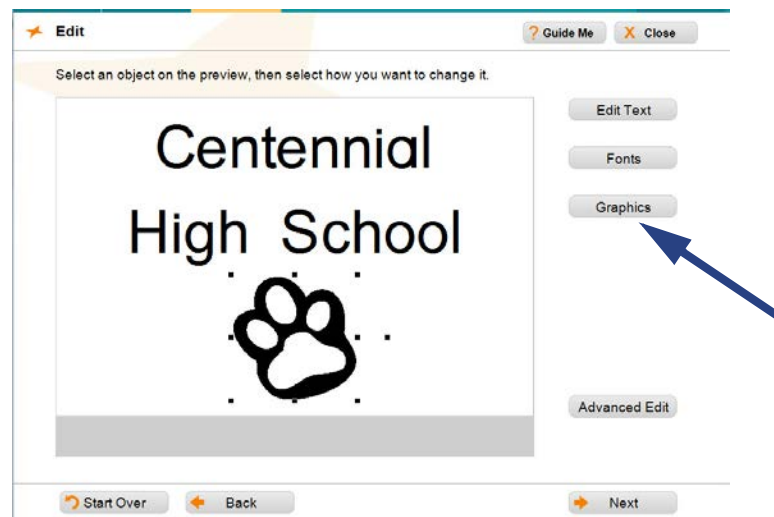 Edit
? Guide Me
X Close
Select an object on the preview, then select how you want to change it.
Centennial
High School
Edit Text
Fonts
Graphics
Advanced Edit
Start Over
Back
Next